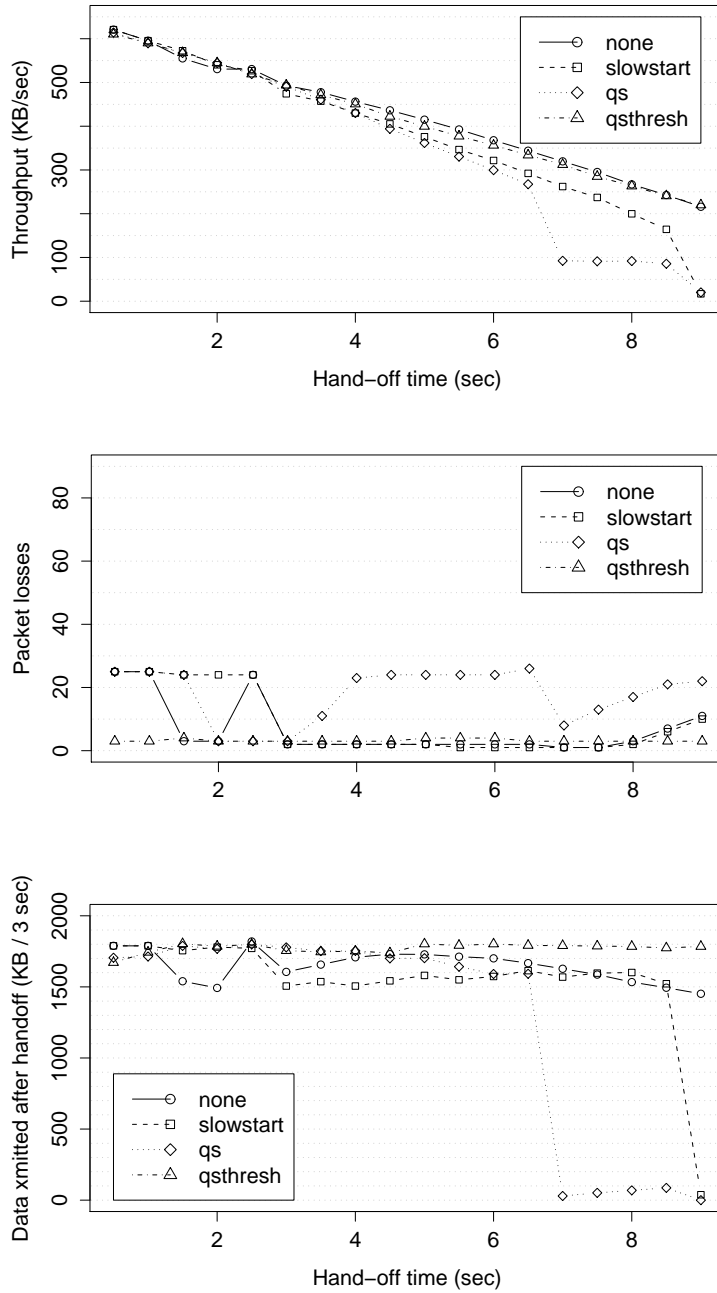 Throughput (KB/sec)
500
300
100
0
none
slowstart
qs
qsthresh
2
4
6
8
Hand−off time (sec)
Packet losses
80
60
40
20
0
none
slowstart
qs
qsthresh
2
4
6
8
Data xmitted after handoff (KB / 3 sec)
2000
1500
1000
500
0
none
slowstart
qs
qsthresh
2
4
6
8
Hand−off time (sec)